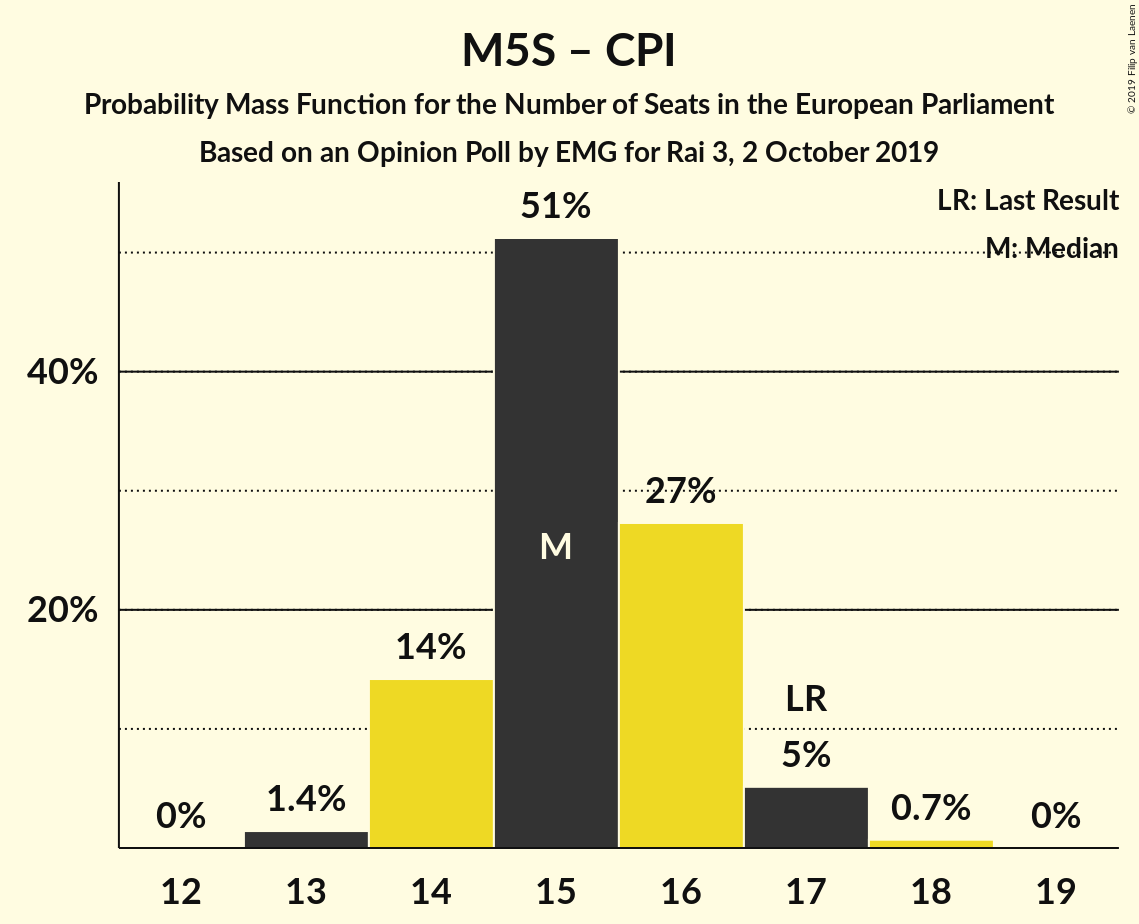 M5S – CPI
Probability Mass Function for the Number of Seats in the European Parliament
Based on an Opinion Poll by EMG for Rai 3, 2 October 2019
© 2019 Filip van Laenen
LR: Last Result
M: Median
51%
40%
27%
M
20%
14%
LR
5%
1.4%
0.7%
0%
0%
12 13 14 15 16 17 18 19